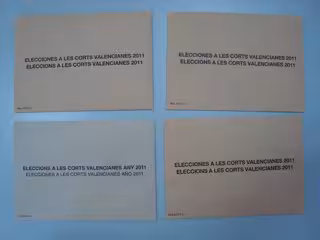 ELECCIONES A LES CORTS VALENCIANES 2011
ELECCIONS A LES CORTS VALENCIANES 2011
ELECCIONES A LES CORTS VALENCIANES 2011
ELECCIONS A LES CORTS VALENCIANES 2011
ELECCIONS A LES CORTS VALENCIANES ANY 2011
ELECCIONES A LES CORTS VALENCIANES AÑO 2011
ELECCIONES A LES CORTS VALENCIANES 2011
ELECCIONS A LES CORTS VALENCIANES 2011